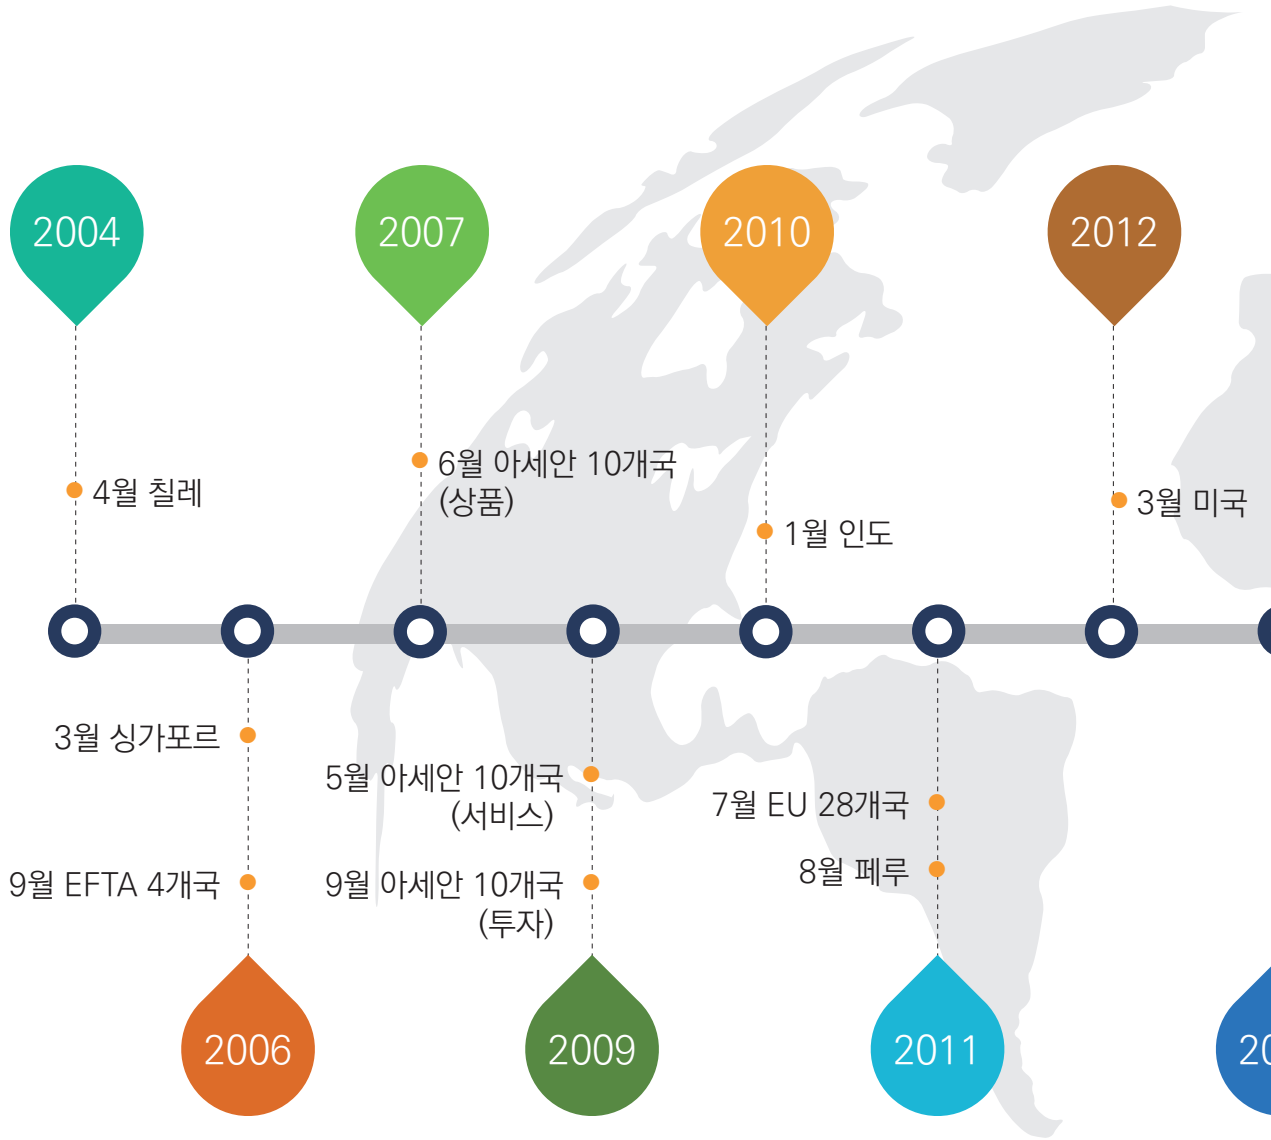 2004
2007
2010
2012
6월 아세안 10개국
(상품)
4월 칠레
3월 미국
1월 인도
3월 싱가포르
5월 아세안 10개국
(서비스)
7월 EU 28개국
8월 페루
9월 EFTA 4개국
9월 아세안 10개국
(투자)
2006
2009
2011